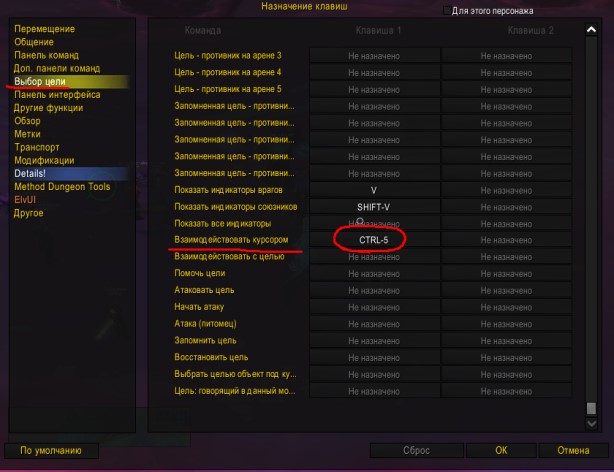 Назначение клавиш
Для этого персонажа
Перемещение
Общение
Панель команд
Доп. панели команд
Выбор цели
Панель интерфейса
Другие функции
Обзор
Метки
Транспорт
Модификации
Details!
Method Dungeon Tools
ElvUI
Другое
Команда Клавиша 1 Клавиша 2
Цель - противник на арене 3 Не назначено Не назначено
Цель - противник на арене 4 Не назначено Не назначено
Цель - противник на арене 5 Не назначено Не назначено
Запомненная цель - противни... Не назначено Не назначено
Запомненная цель - противни... Не назначено Не назначено
Запомненная цель - противни... Не назначено Не назначено
Запомненная цель - противни... Не назначено Не назначено
Запомненная цель - противни... Не назначено Не назначено
Показать индикаторы врагов V Не назначено
Показать индикаторы союзников SHIFT-V Не назначено
Показать все индикаторы Не назначено Не назначено
Взаимодействовать курсором CTRL-5 Не назначено
Взаимодействовать с целью Не назначено Не назначено
Помочь цели Не назначено Не назначено
Атаковать цель Не назначено Не назначено
Начать атаку Не назначено Не назначено
Атака (питомец) Не назначено Не назначено
Запомнить цель Не назначено Не назначено
Восстановить цель Не назначено Не назначено
Выбрать целью объект под ку... Не назначено Не назначено
Цель: говорящий в данный мо... Не назначено Не назначено
По умолчанию Сброс ОК Отмена